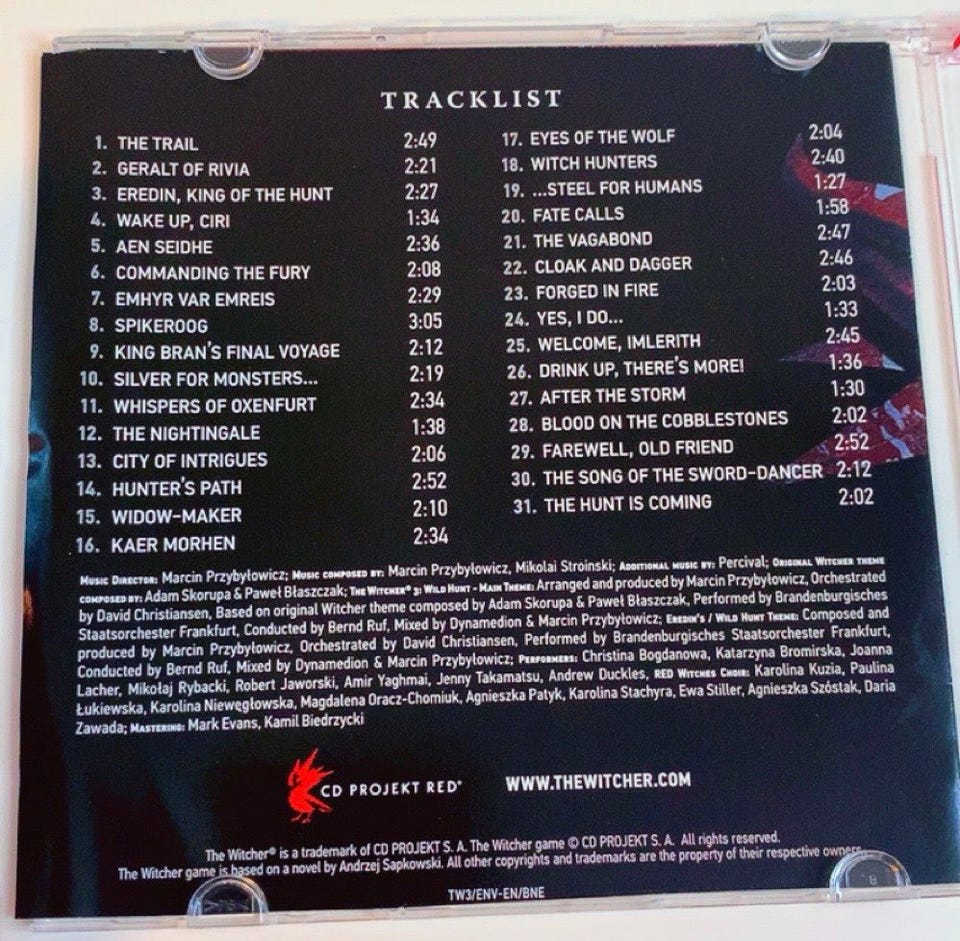 TRACKLIST
1. THE TRAIL 2:49
2. GERALT OF RIVIA 2:21
3. EREDIN, KING OF THE HUNT 2:27
4. WAKE UP, CIRI 1:34
5. AEN SEIDHE 2:36
6. COMMANDING THE FURY 2:08
7. EMHYR VAR EMREIS 2:29
8. SPIKEROOG 3:05
9. KING BRAN'S FINAL VOYAGE 2:12
10. SILVER FOR MONSTERS... 2:19
11. WHISPERS OF OXENFURT 2:34
12. THE NIGHTINGALE 1:38
13. CITY OF INTRIGUES 2:06
14. HUNTER'S PATH 2:52
15. WIDOW-MAKER 2:10
16. KAER MORHEN 2:34
17. EYES OF THE WOLF 2:04
18. WITCH HUNTERS 2:40
19. ...STEEL FOR HUMANS 1:27
20. FATE CALLS 1:58
21. THE VAGABOND 2:47
22. CLOAK AND DAGGER 2:46
23. FORGED IN FIRE 2:03
24. YES, I DO... 1:33
25. WELCOME, IMLERITH 2:45
26. DRINK UP, THERE'S MORE! 1:36
27. AFTER THE STORM 1:30
28. BLOOD ON THE COBBLESTONES 2:02
29. FAREWELL, OLD FRIEND 2:52
30. THE SONG OF THE SWORD-DANCER 2:12
31. THE HUNT IS COMING 2:02
MUSIC DIRECTOR: Marcin Przybyłowicz; MUSIC COMPOSED BY: Marcin Przybyłowicz, Mikolai Stroinski; ADDITIONAL MUSIC BY: Percival; ORIGINAL WITCHER THEME
COMPOSED BY: Adam Skorupa & Paweł Błaszczak; THE WITCHER® 3: WILD HUNT - MAIN THEME: Arranged and produced by Marcin Przybyłowicz, Orchestrated
by David Christiansen, Based on original Witcher theme composed by Adam Skorupa & Paweł Błaszczak, Performed by Brandenburgisches
Staatsorchester Frankfurt, Conducted by Bernd Ruf, Mixed by Dynamedion & Marcin Przybyłowicz; EREDIN'S / WILD HUNT THEME: Composed and
produced by Marcin Przybyłowicz, Orchestrated by David Christiansen, Performed by Brandenburgisches Staatsorchester Frankfurt,
Conducted by Bernd Ruf, Mixed by Dynamedion & Marcin Przybyłowicz; PERFORMERS: Christina Bogdanowa, Katarzyna Bromirska, Joanna
Lacher, Mikołaj Rybacki, Robert Jaworski, Amir Yaghmai, Jenny Takamatsu, Andrew Duckles, RED WITCHES CHOIR: Karolina Kuzia, Paulina
Łukiewska, Karolina Niewęgłowska, Magdalena Oracz-Chomiuk, Agnieszka Patyk, Karolina Stachyra, Ewa Stiller, Agnieszka Szóstak, Daria
Zawada; MASTERING: Mark Evans, Kamil Biedrzycki
CD PROJEKT RED® WWW.THEWITCHER.COM
The Witcher® is a trademark of CD PROJEKT S. A. The Witcher game © CD PROJEKT S. A. All rights reserved.
The Witcher game is based on a novel by Andrzej Sapkowski. All other copyrights and trademarks are the property of their respective owners.
TW3/ENV-EN/BNE